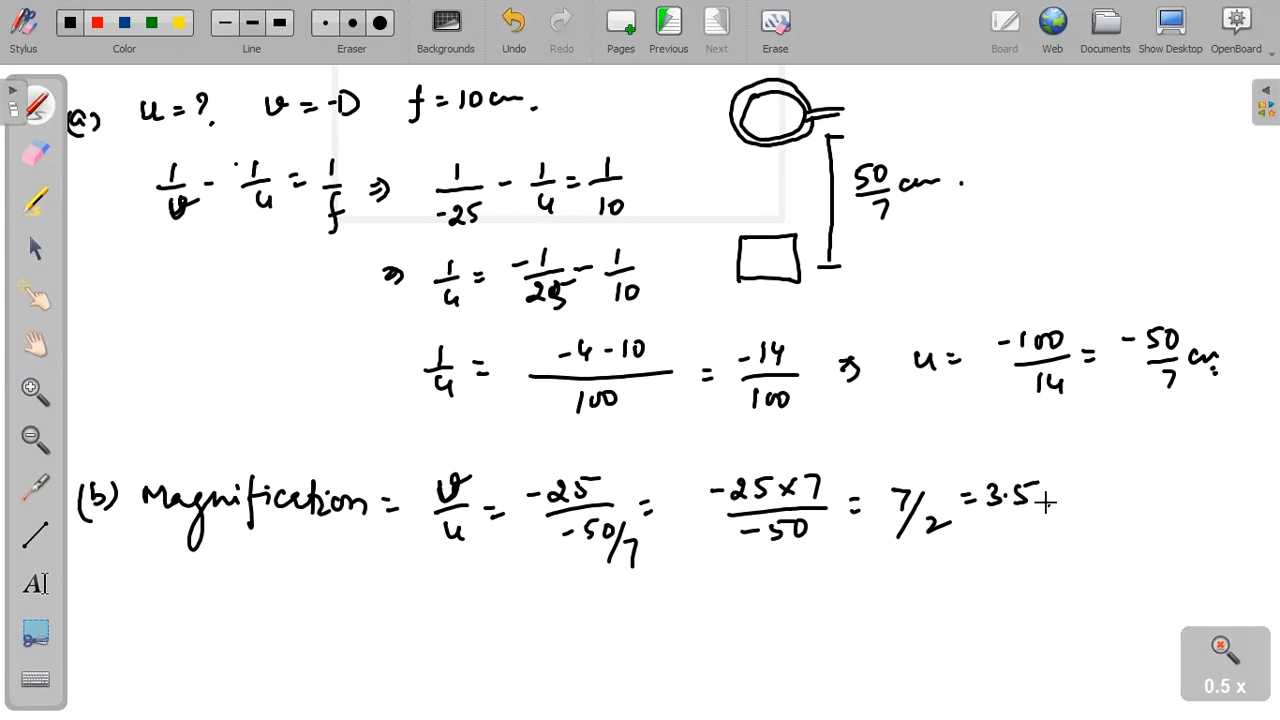 Stylus Color Line Eraser Backgrounds Undo Redo Pages Previous Next Erase Board Web Documents Show Desktop OpenBoard
(a) u = ? v = -D f = 10 cm.
1/v - 1/u = 1/f ⇒ 1/-25 - 1/u = 1/10
50/7 cm.
⇒ 1/u = -1/25 - 1/10
1/u = -4-10/100 = -14/100 ⇒ u = -100/14 = -50/7 cm
(b) Magnification = v/u = -25/-50/7 = -25×7/-50 = 7/2 = 3.5
0.5 x